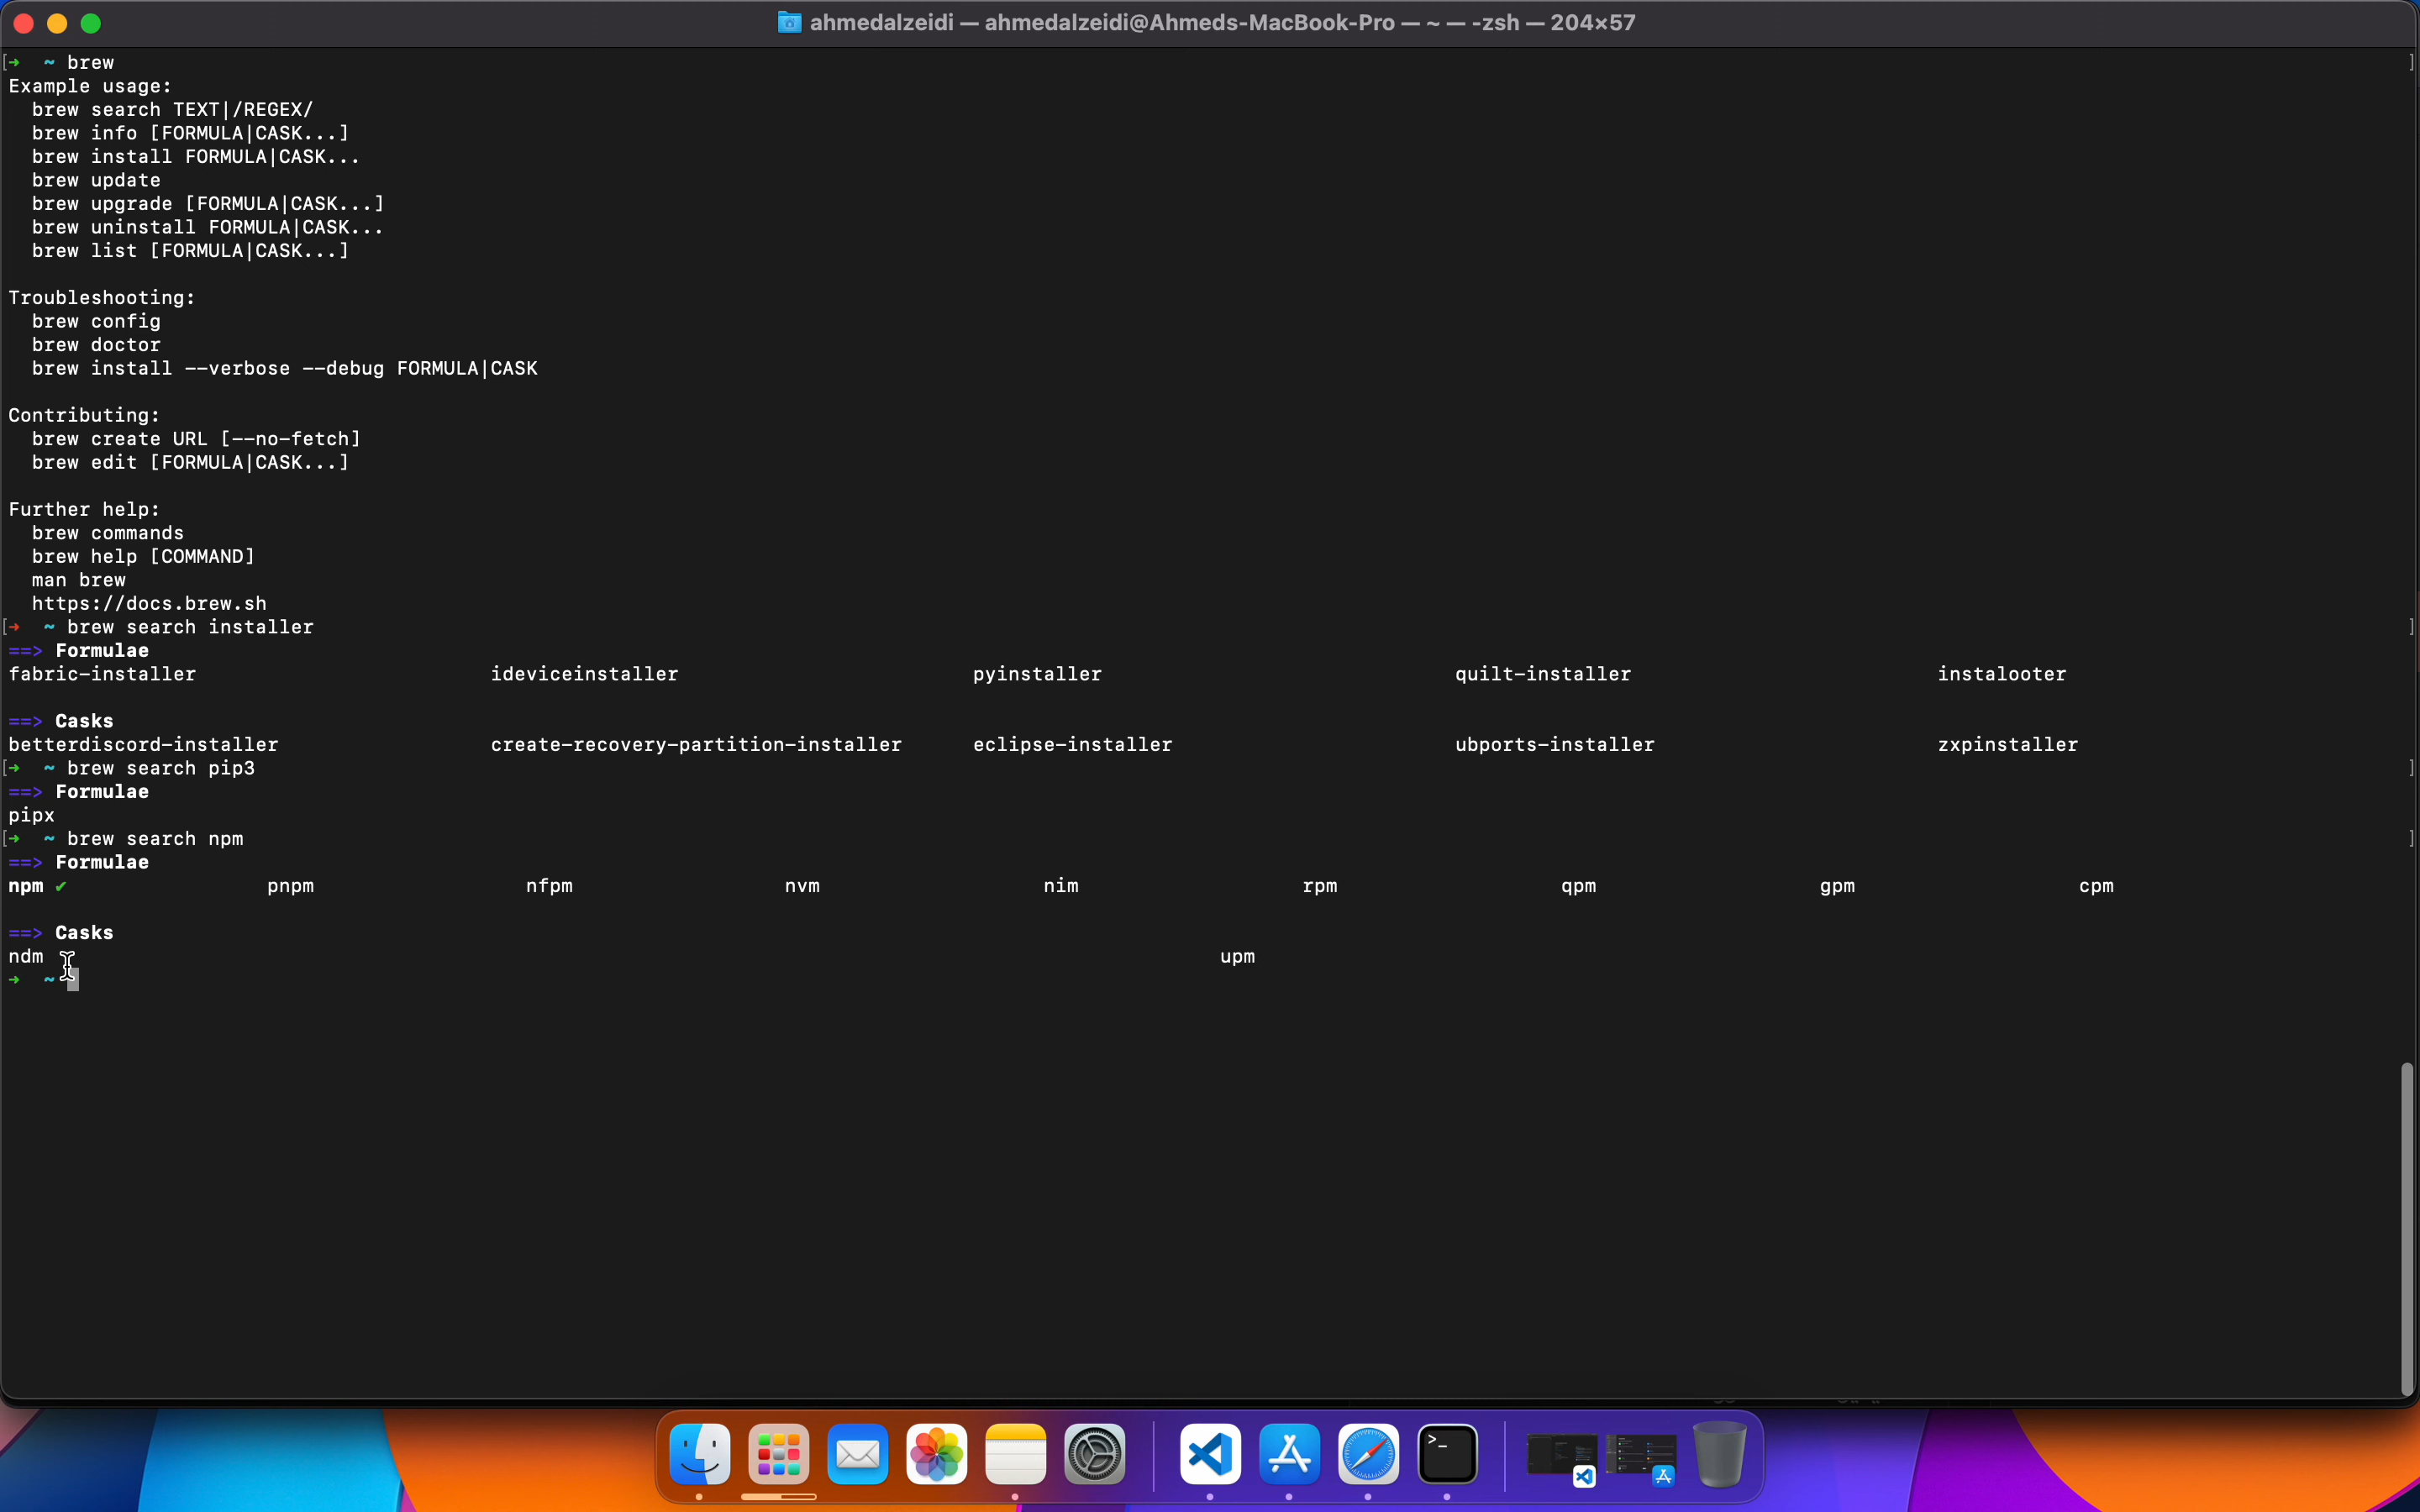 ahmedalzeidi — ahmedalzeidi@Ahmeds-MacBook-Pro — ~ — -zsh — 204×57
[➜  ~ brew ]
Example usage:
  brew search TEXT|/REGEX/
  brew info [FORMULA|CASK...]
  brew install FORMULA|CASK...
  brew update
  brew upgrade [FORMULA|CASK...]
  brew uninstall FORMULA|CASK...
  brew list [FORMULA|CASK...]
Troubleshooting:
  brew config
  brew doctor
  brew install --verbose --debug FORMULA|CASK
Contributing:
  brew create URL [--no-fetch]
  brew edit [FORMULA|CASK...]
Further help:
  brew commands
  brew help [COMMAND]
  man brew
  https://docs.brew.sh
[➜  ~ brew search installer ]
==> Formulae
fabric-installer ideviceinstaller pyinstaller quilt-installer instalooter
==> Casks
betterdiscord-installer create-recovery-partition-installer eclipse-installer ubports-installer zxpinstaller
[➜  ~ brew search pip3 ]
==> Formulae
pipx
[➜  ~ brew search npm ]
==> Formulae
npm ✔ pnpm nfpm nvm nim rpm qpm gpm cpm
==> Casks
ndm upm
➜  ~
>_